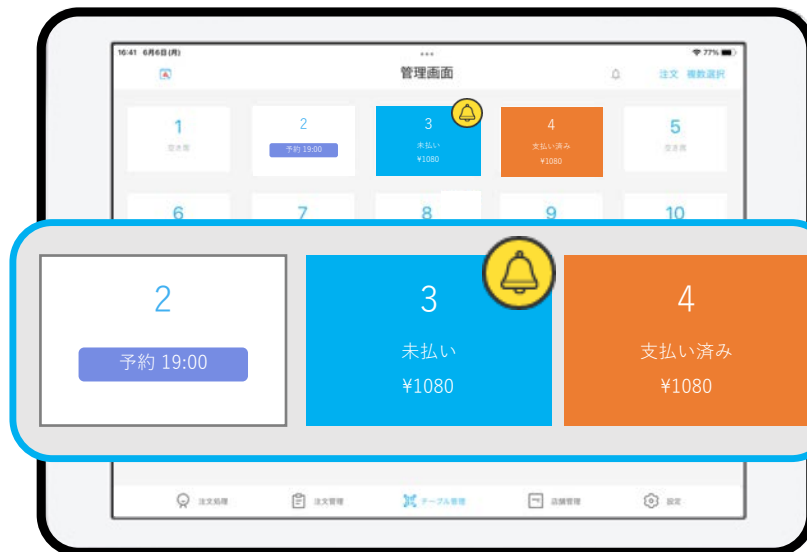 16:41 6月6日(月)
77%
管理画面
注文 複数選択
1
空き席
2
予約 19:00
3
未払い
¥1080
4
支払い済み
¥1080
5
空き席
6
7
8
9
10
2
予約 19:00
3
未払い
¥1080
4
支払い済み
¥1080
注文処理
注文管理
テーブル管理
店舗管理
設定